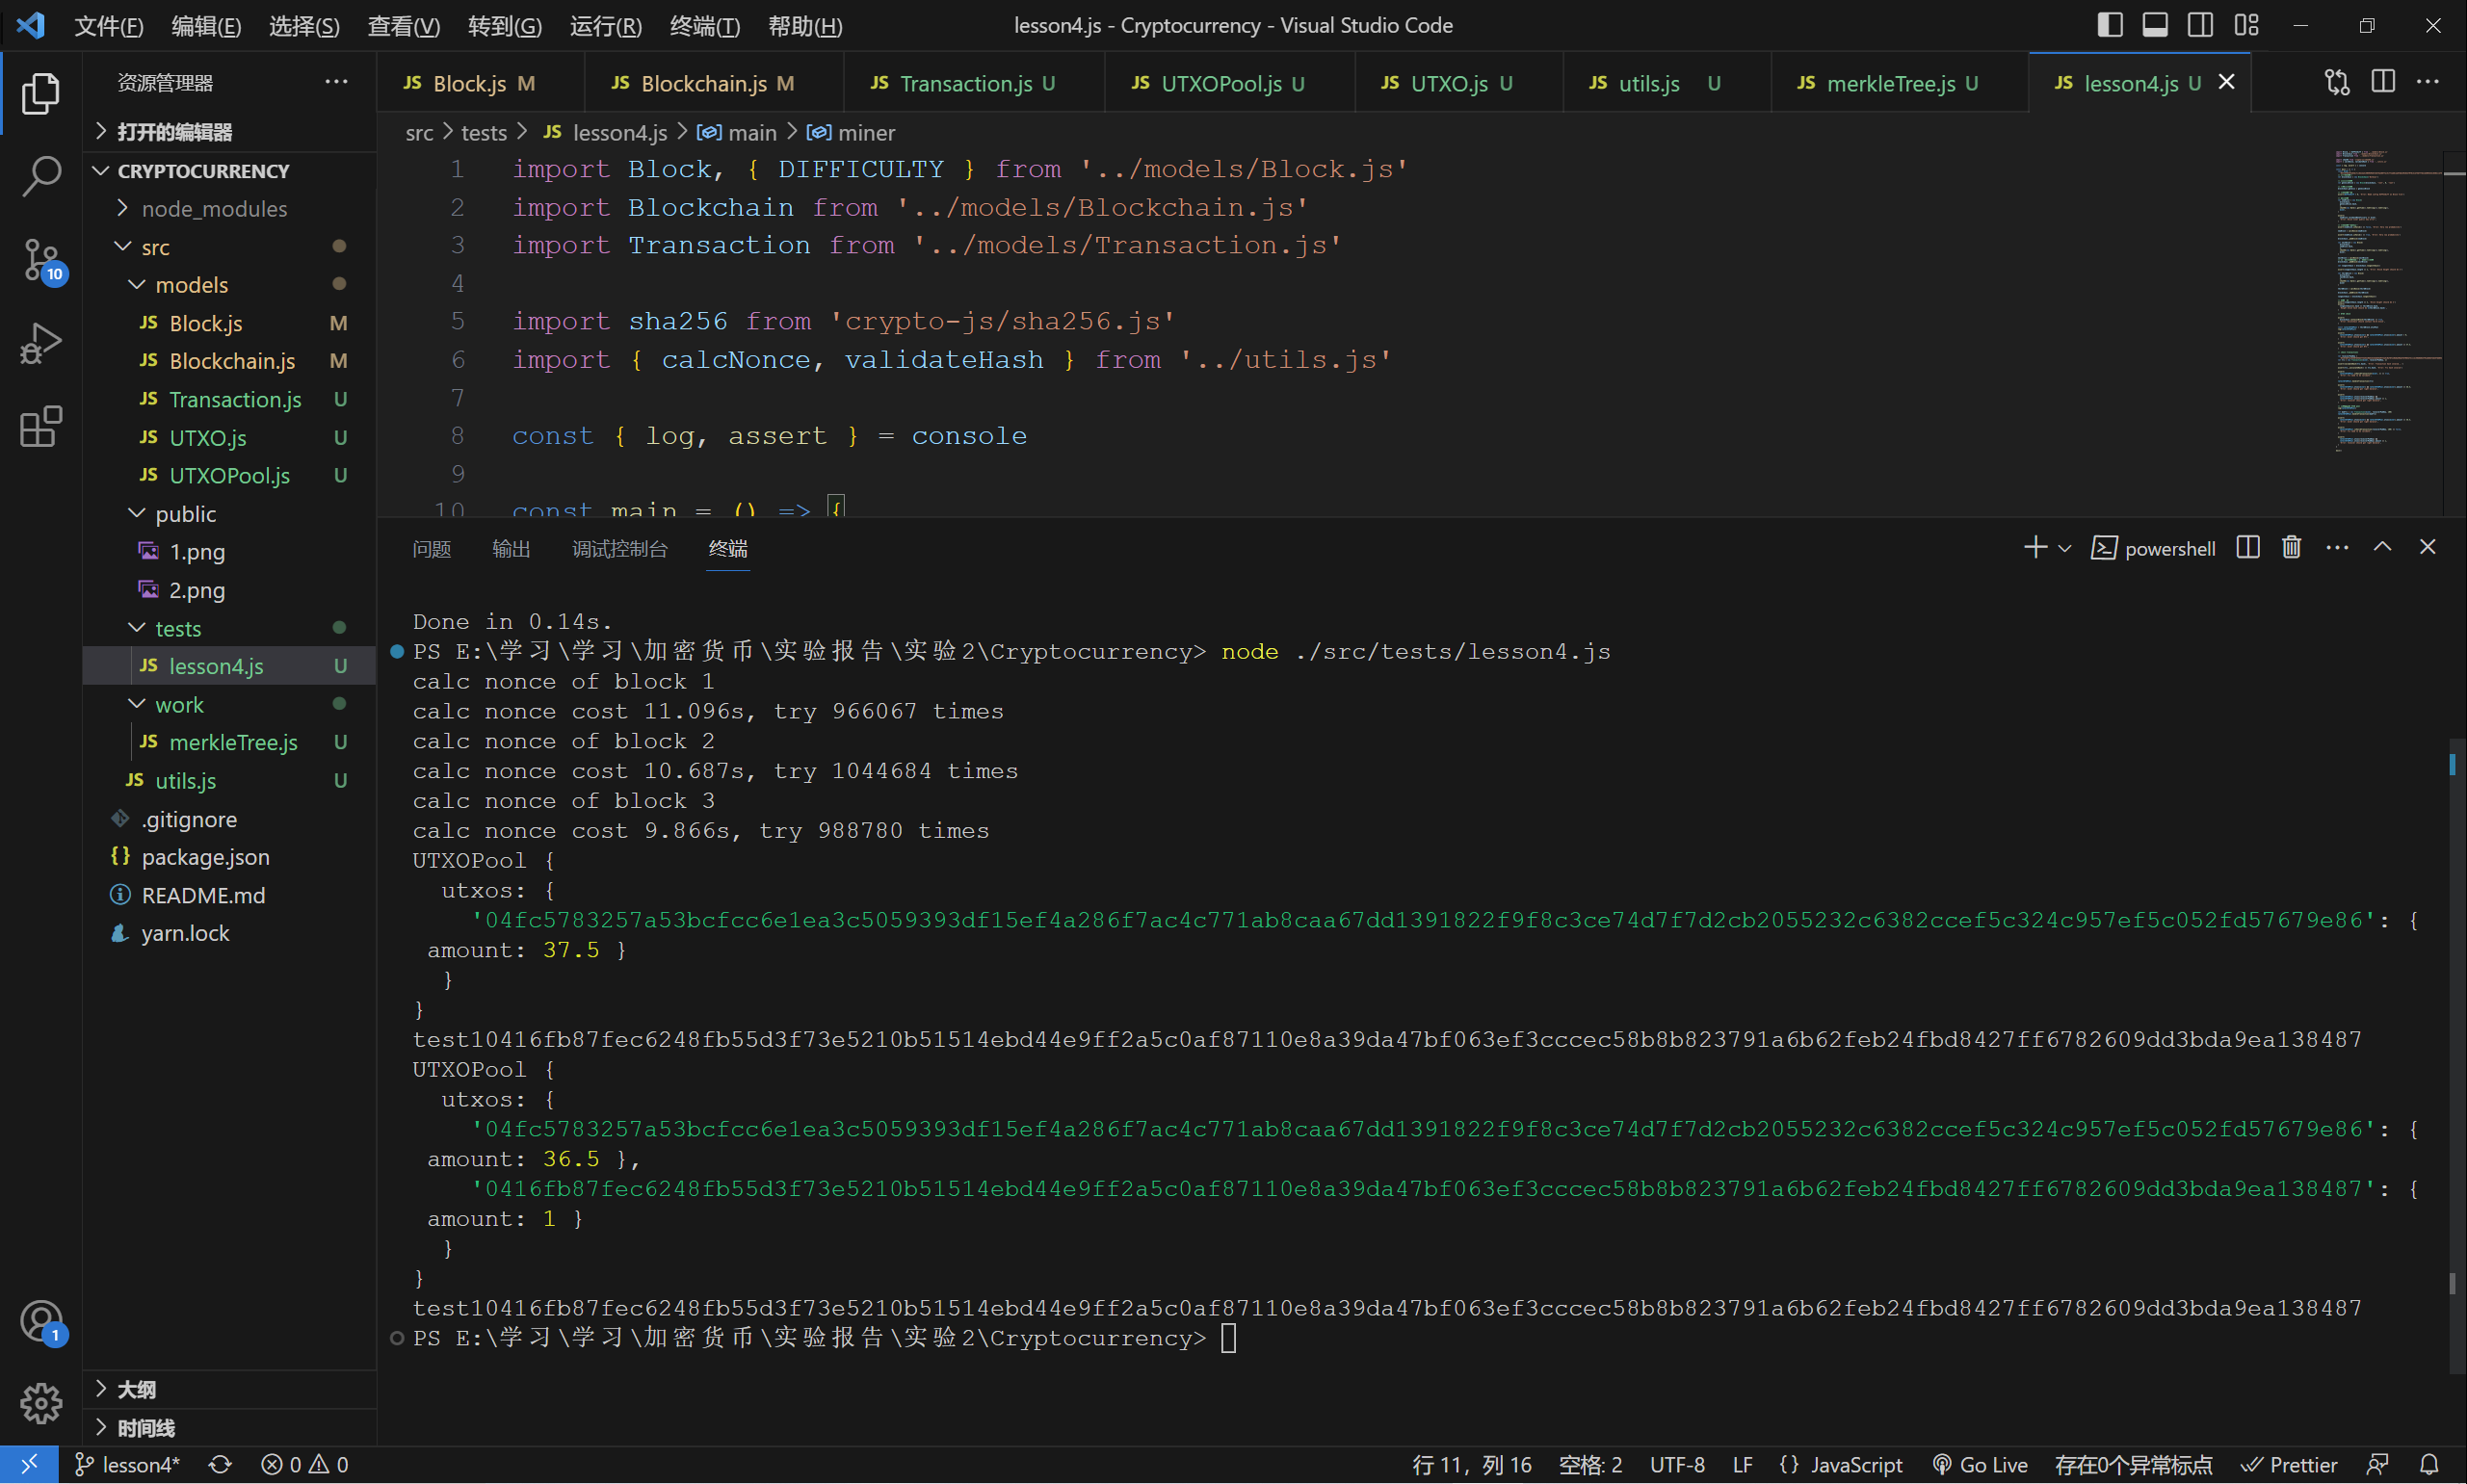 文件(F) 编辑(E) 选择(S) 查看(V) 转到(G) 运行(R) 终端(T) 帮助(H) lesson4.js - Cryptocurrency - Visual Studio Code
资源管理器
JS Block.js M JS Blockchain.js M JS Transaction.js U JS UTXOPool.js U JS UTXO.js U JS utils.js U JS merkleTree.js U JS lesson4.js U
打开的编辑器
CRYPTOCURRENCY
node_modules
src
models
JS Block.js M
JS Blockchain.js M
JS Transaction.js U
JS UTXO.js U
JS UTXOPool.js U
public
1.png
2.png
tests
JS lesson4.js U
work
JS merkleTree.js U
JS utils.js U
.gitignore
{} package.json
README.md
yarn.lock
大纲
时间线
10
1
src > tests > JS lesson4.js > main > miner
1 import Block, { DIFFICULTY } from '../models/Block.js'
2 import Blockchain from '../models/Blockchain.js'
3 import Transaction from '../models/Transaction.js'
4
5 import sha256 from 'crypto-js/sha256.js'
6 import { calcNonce, validateHash } from '../utils.js'
7
8 const { log, assert } = console
9
10 const main = () => {
问题 输出 调试控制台 终端 powershell
Done in 0.14s.
PS E:\学习\学习\加密货币\实验报告\实验2\Cryptocurrency> node ./src/tests/lesson4.js
calc nonce of block 1
calc nonce cost 11.096s, try 966067 times
calc nonce of block 2
calc nonce cost 10.687s, try 1044684 times
calc nonce of block 3
calc nonce cost 9.866s, try 988780 times
UTXOPool {
utxos: {
'04fc5783257a53bcfcc6e1ea3c5059393df15ef4a286f7ac4c771ab8caa67dd1391822f9f8c3ce74d7f7d2cb2055232c6382ccef5c324c957ef5c052fd57679e86': {
amount: 37.5 }
}
}
test10416fb87fec6248fb55d3f73e5210b51514ebd44e9ff2a5c0af87110e8a39da47bf063ef3cccec58b8b823791a6b62feb24fbd8427ff6782609dd3bda9ea138487
UTXOPool {
utxos: {
'04fc5783257a53bcfcc6e1ea3c5059393df15ef4a286f7ac4c771ab8caa67dd1391822f9f8c3ce74d7f7d2cb2055232c6382ccef5c324c957ef5c052fd57679e86': {
amount: 36.5 },
'0416fb87fec6248fb55d3f73e5210b51514ebd44e9ff2a5c0af87110e8a39da47bf063ef3cccec58b8b823791a6b62feb24fbd8427ff6782609dd3bda9ea138487': {
amount: 1 }
}
}
test10416fb87fec6248fb55d3f73e5210b51514ebd44e9ff2a5c0af87110e8a39da47bf063ef3cccec58b8b823791a6b62feb24fbd8427ff6782609dd3bda9ea138487
PS E:\学习\学习\加密货币\实验报告\实验2\Cryptocurrency>
lesson4* 0 0 行 11，列 16 空格: 2 UTF-8 LF {} JavaScript Go Live 存在0个异常标点 Prettier